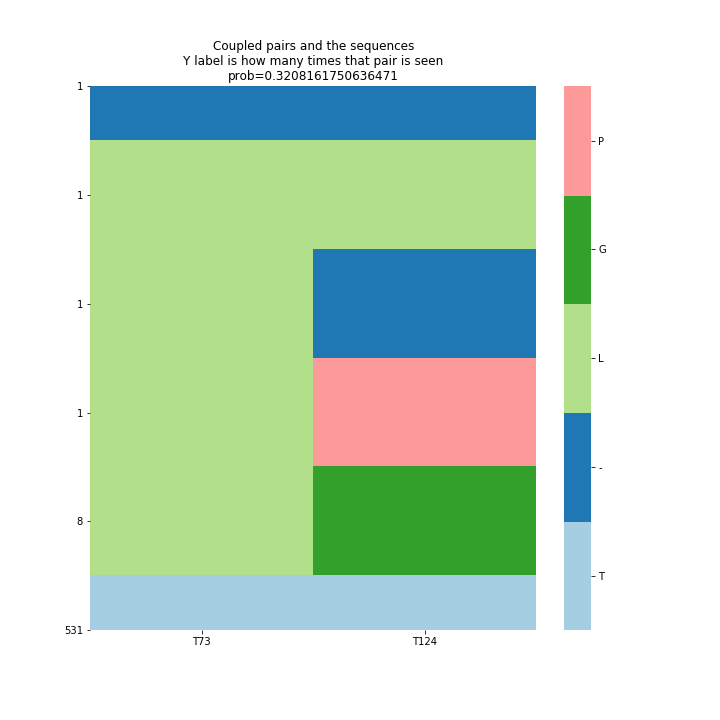 Coupled pairs and the sequences
Y label is how many times that pair is seen
prob=0.3208161750636471
1
1
1
1
8
531
T73
T124
P
G
L
-
T